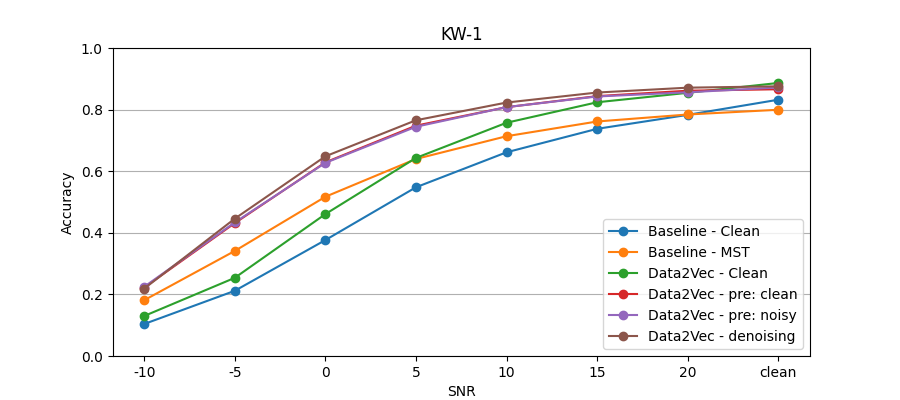 KW-1
1.0
0.8
0.6
0.4
0.2
0.0
Accuracy
Baseline - Clean
Baseline - MST
Data2Vec - Clean
Data2Vec - pre: clean
Data2Vec - pre: noisy
Data2Vec - denoising
-10 -5 0 5 10 15 20 clean
SNR